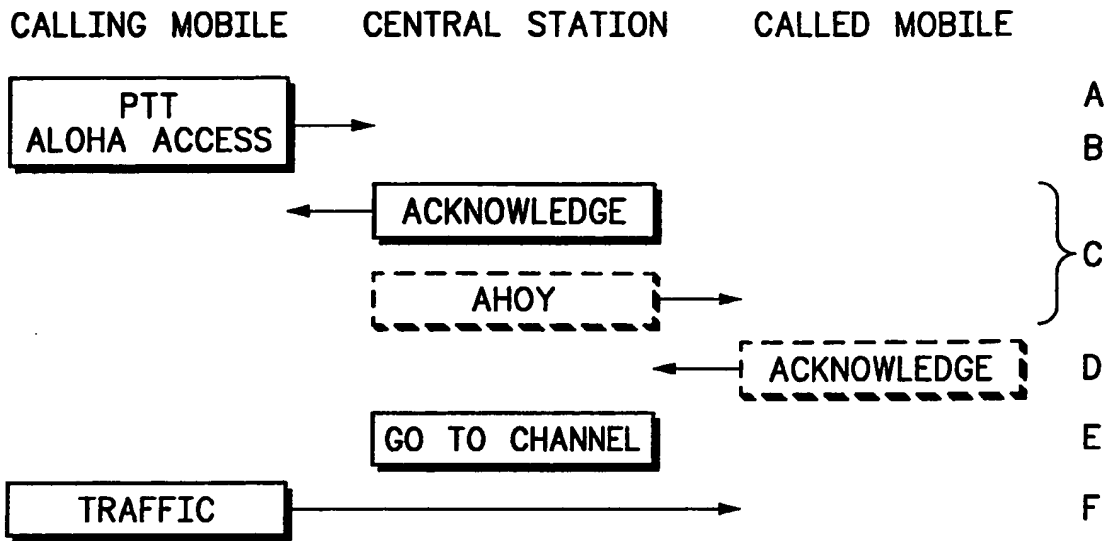 CALLING MOBILE CENTRAL STATION CALLED MOBILE
PTT A
ALOHA ACCESS B
ACKNOWLEDGE
C
AHOY
ACKNOWLEDGE D
GO TO CHANNEL E
TRAFFIC F